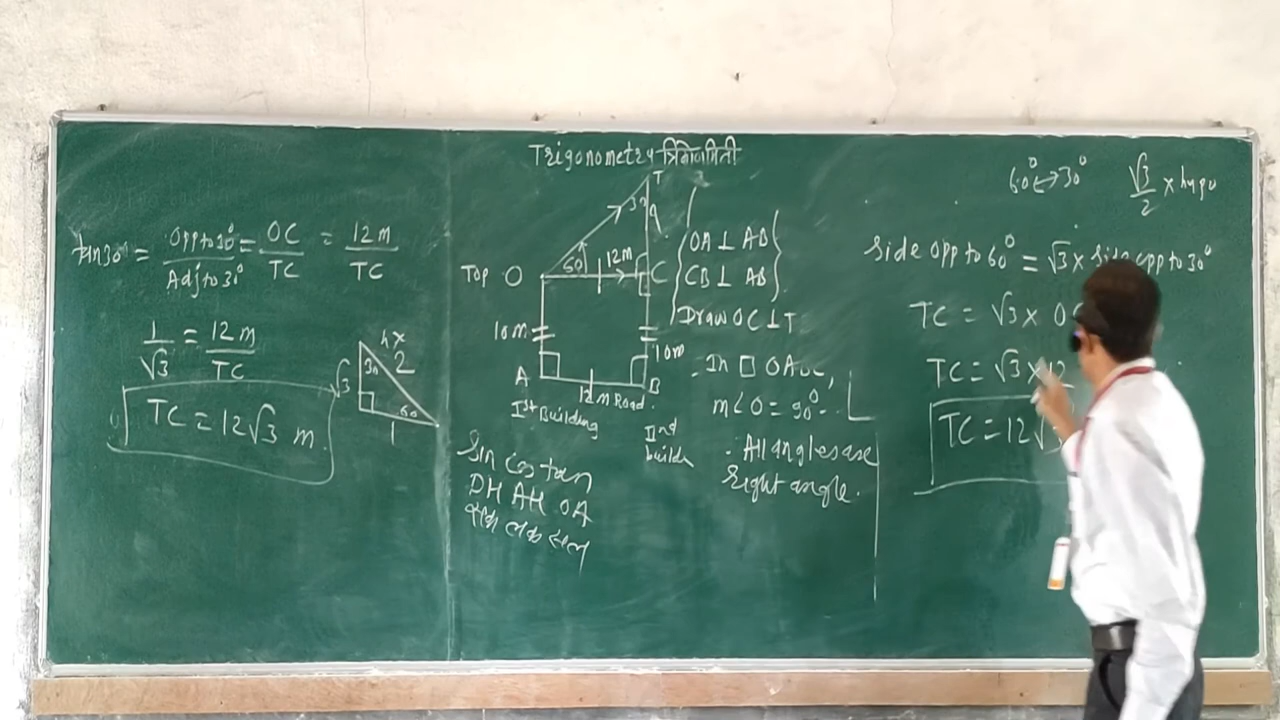 Trigonometry त्रिकोणमिती
tan30° = Opp to 30° / Adj to 30° = OC / TC = 12 m / TC
1 / √3 = 12 m / TC
TC = 12√3 m
30
2
√3
60
1
T
30
60
12m
C
Top O
10m
10m
A
B
12 m Road
Ist Building
IInd
Sin Cos tan
OH AH OA
OA ⊥ AB
CB ⊥ AB
Draw OC ⊥ T
In □ OABC,
m∠O = 90°
All angles are
right angle.
60° ↔ 30°
√3 / 2 × hypo
Side opp to 60° = √3 × side opp to 30°
TC = √3 × O
TC = √3 × 12
TC = 12√3